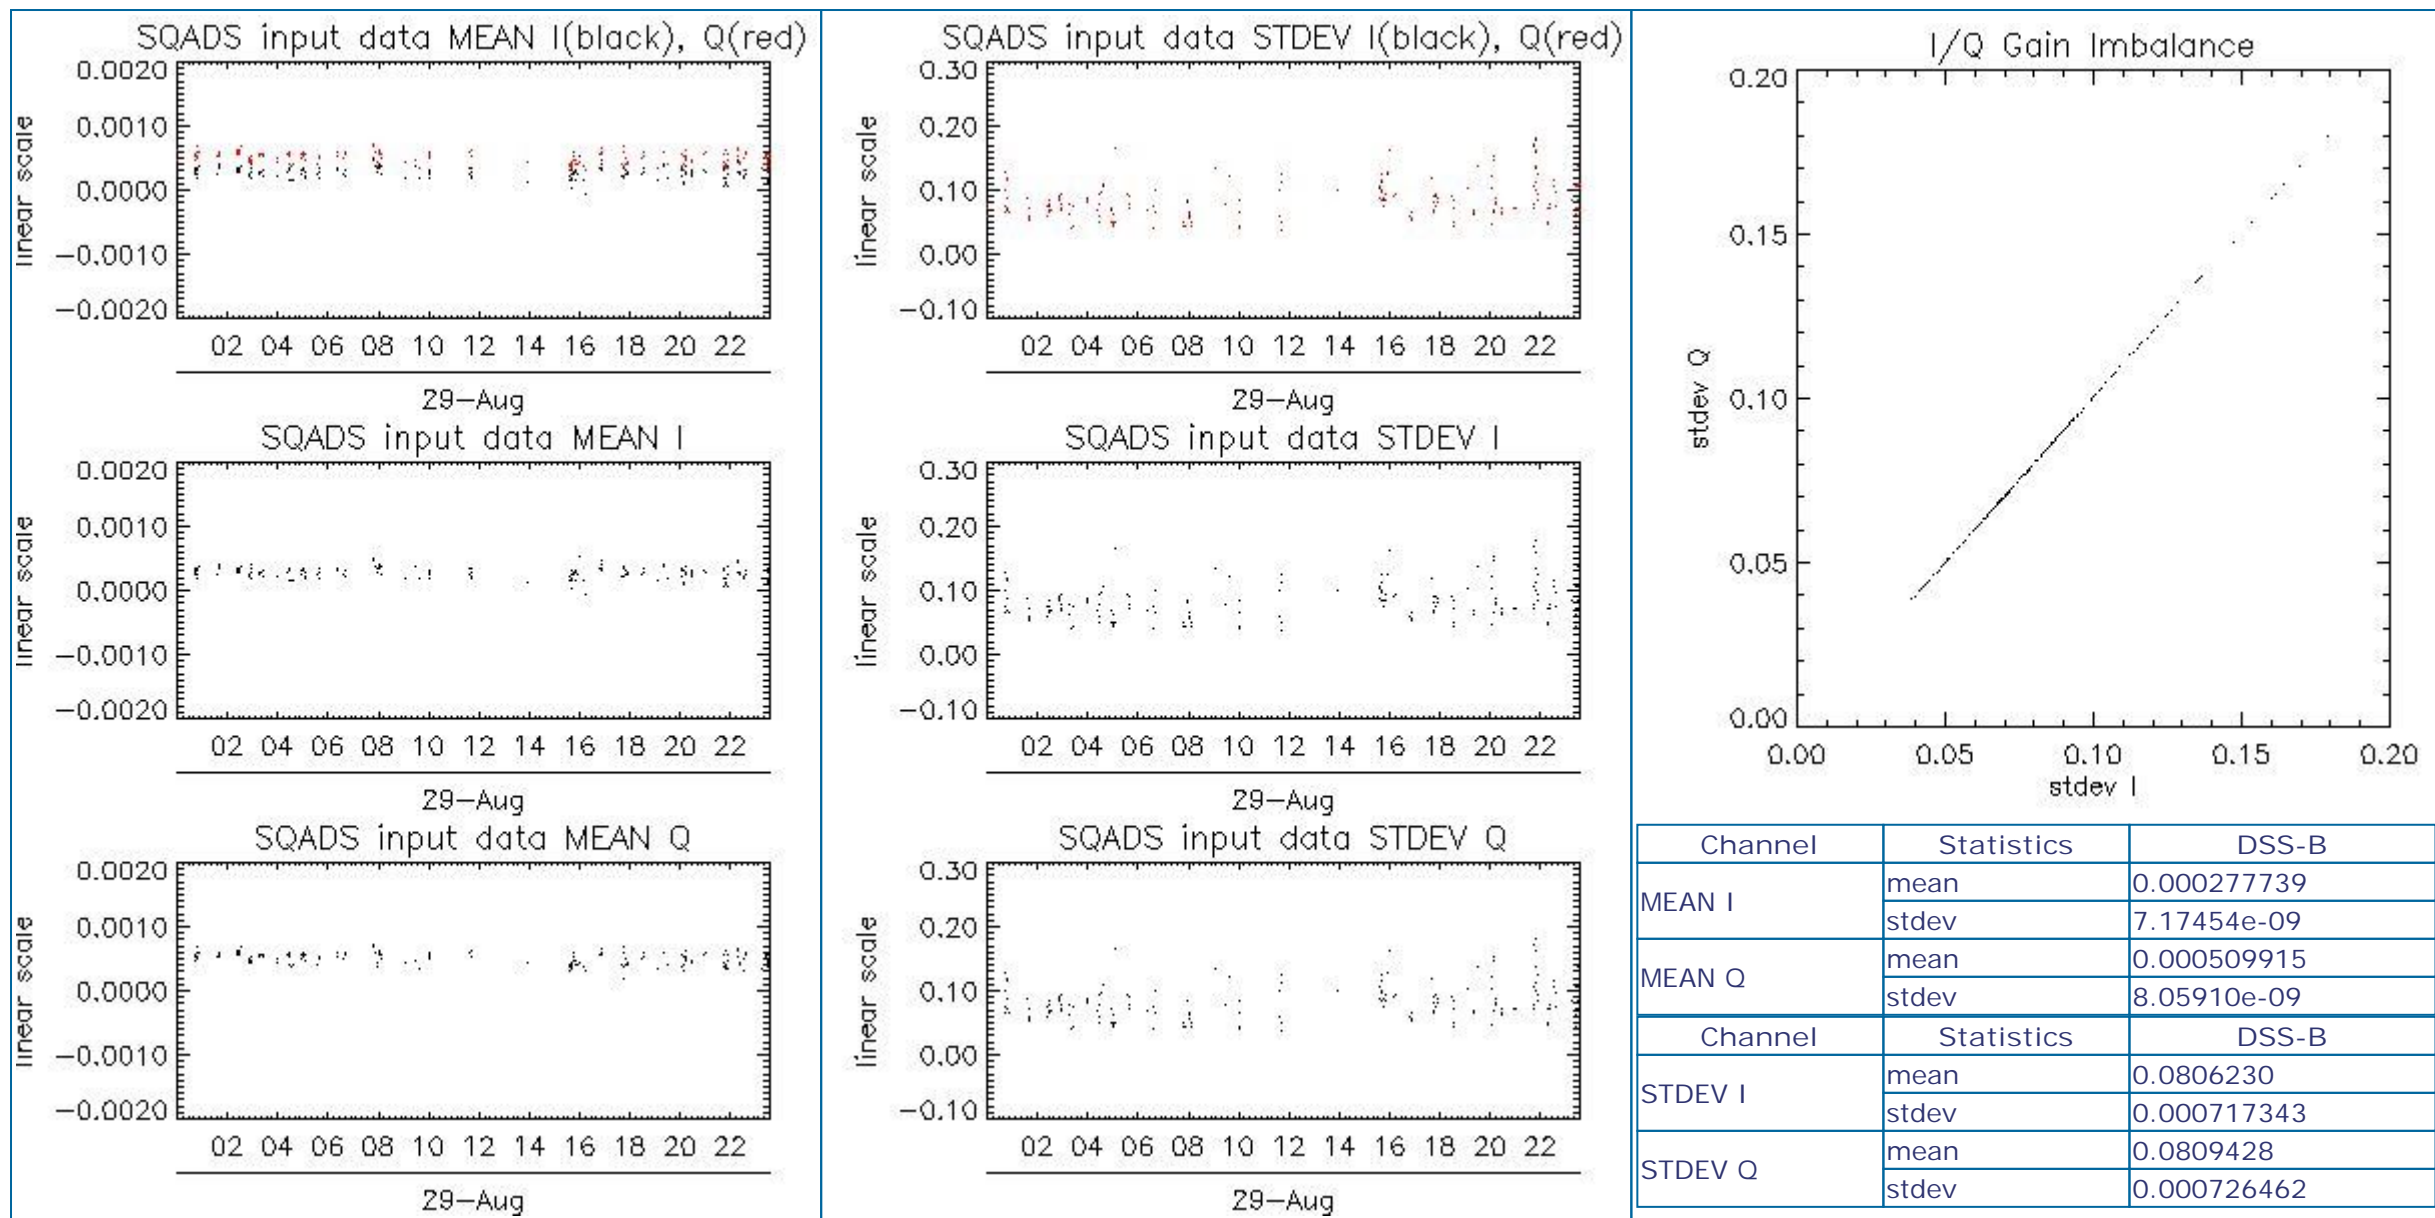 SQADS input data MEAN I(black), Q(red)
0.0020
0.0010
0.0000
−0.0010
−0.0020
linear scale
02 04 06 08 10 12 14 16 18 20 22
29−Aug
SQADS input data MEAN I
0.0020
0.0010
0.0000
−0.0010
−0.0020
linear scale
02 04 06 08 10 12 14 16 18 20 22
29−Aug
SQADS input data MEAN Q
0.0020
0.0010
0.0000
−0.0010
−0.0020
linear scale
02 04 06 08 10 12 14 16 18 20 22
29−Aug
SQADS input data STDEV I(black), Q(red)
0.30
0.20
0.10
0.00
−0.10
linear scale
02 04 06 08 10 12 14 16 18 20 22
29−Aug
SQADS input data STDEV I
0.30
0.20
0.10
0.00
−0.10
linear scale
02 04 06 08 10 12 14 16 18 20 22
29−Aug
SQADS input data STDEV Q
0.30
0.20
0.10
0.00
−0.10
linear scale
02 04 06 08 10 12 14 16 18 20 22
29−Aug
I/Q Gain Imbalance
0.20
0.15
0.10
0.05
0.00
stdev Q
0.00 0.05 0.10 0.15 0.20
stdev I
Channel Statistics DSS-B
MEAN I mean 0.000277739
stdev 7.17454e-09
MEAN Q mean 0.000509915
stdev 8.05910e-09
Channel Statistics DSS-B
STDEV I mean 0.0806230
stdev 0.000717343
STDEV Q mean 0.0809428
stdev 0.000726462